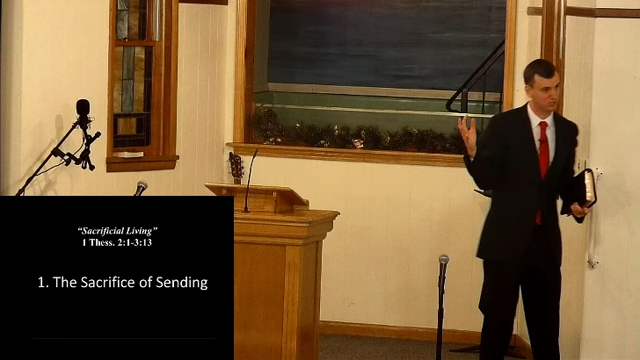 “Sacrificial Living”
1 Thess. 2:1-3:13
1. The Sacrifice of Sending